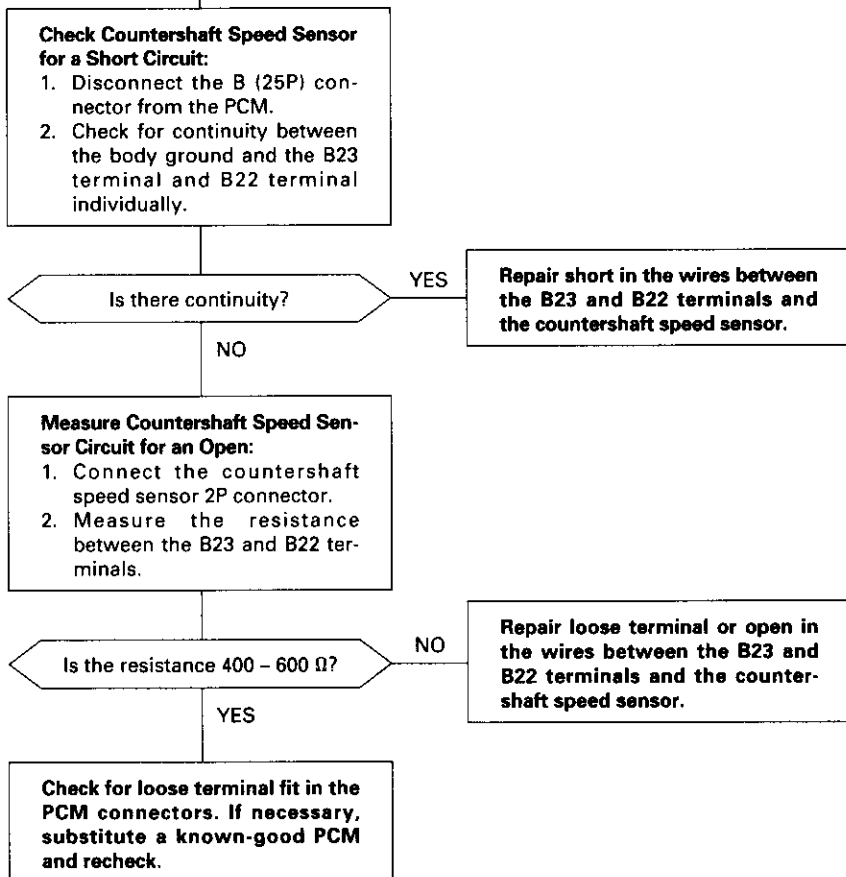 Check Countershaft Speed Sensor
for a Short Circuit:
1. Disconnect the B (25P) con-
nector from the PCM.
2. Check for continuity between
the body ground and the B23
terminal and B22 terminal
individually.
Is there continuity?
YES
Repair short in the wires between
the B23 and B22 terminals and
the countershaft speed sensor.
NO
Measure Countershaft Speed Sen-
sor Circuit for an Open:
1. Connect the countershaft
speed sensor 2P connector.
2. Measure the resistance
between the B23 and B22 ter-
minals.
Is the resistance 400 – 600 Ω?
NO
Repair loose terminal or open in
the wires between the B23 and
B22 terminals and the counter-
shaft speed sensor.
YES
Check for loose terminal fit in the
PCM connectors. If necessary,
substitute a known-good PCM
and recheck.